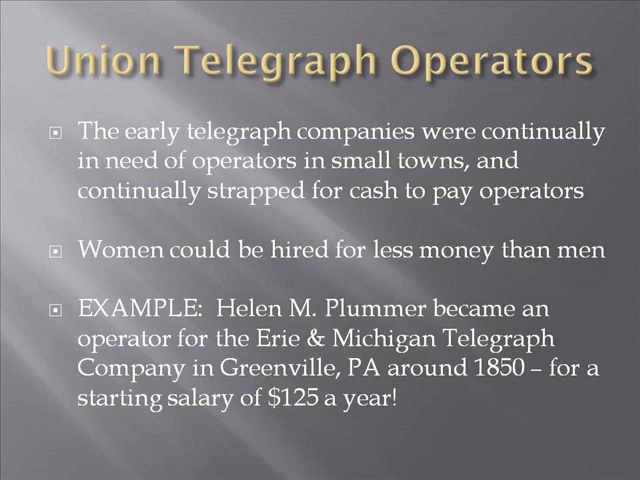 Union Telegraph Operators
The early telegraph companies were continually
in need of operators in small towns, and
continually strapped for cash to pay operators
Women could be hired for less money than men
EXAMPLE:  Helen M. Plummer became an
operator for the Erie & Michigan Telegraph
Company in Greenville, PA around 1850 – for a
starting salary of $125 a year!